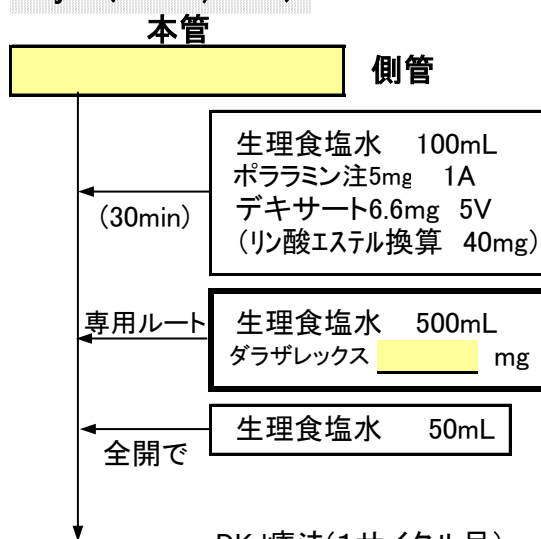 本管
側管
生理食塩水 100mL
ポララミン注5mg 1A
デキサート6.6mg 5V
(リン酸エステル換算 40mg)
(30min)
専用ルート
生理食塩水 500mL
ダラザレックス mg
生理食塩水 50mL
全開で